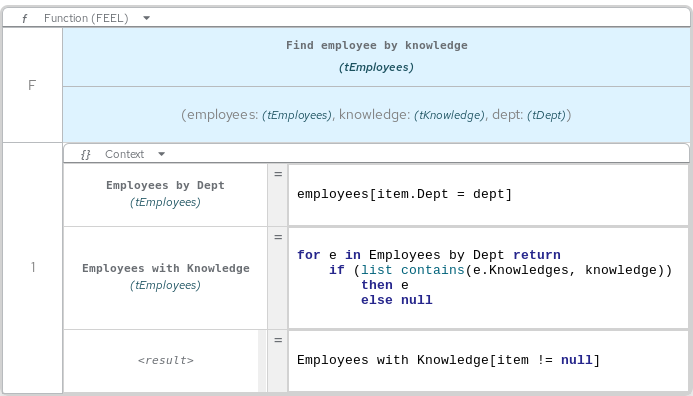 f Function (FEEL)
F
Find employee by knowledge
(tEmployees)
(employees: (tEmployees), knowledge: (tKnowledge), dept: (tDept))
1
{} Context
Employees by Dept
(tEmployees)
=
employees[item.Dept = dept]
Employees with Knowledge
(tEmployees)
=
for e in Employees by Dept return
if (list contains(e.Knowledges, knowledge))
then e
else null
<result>
=
Employees with Knowledge[item != null]